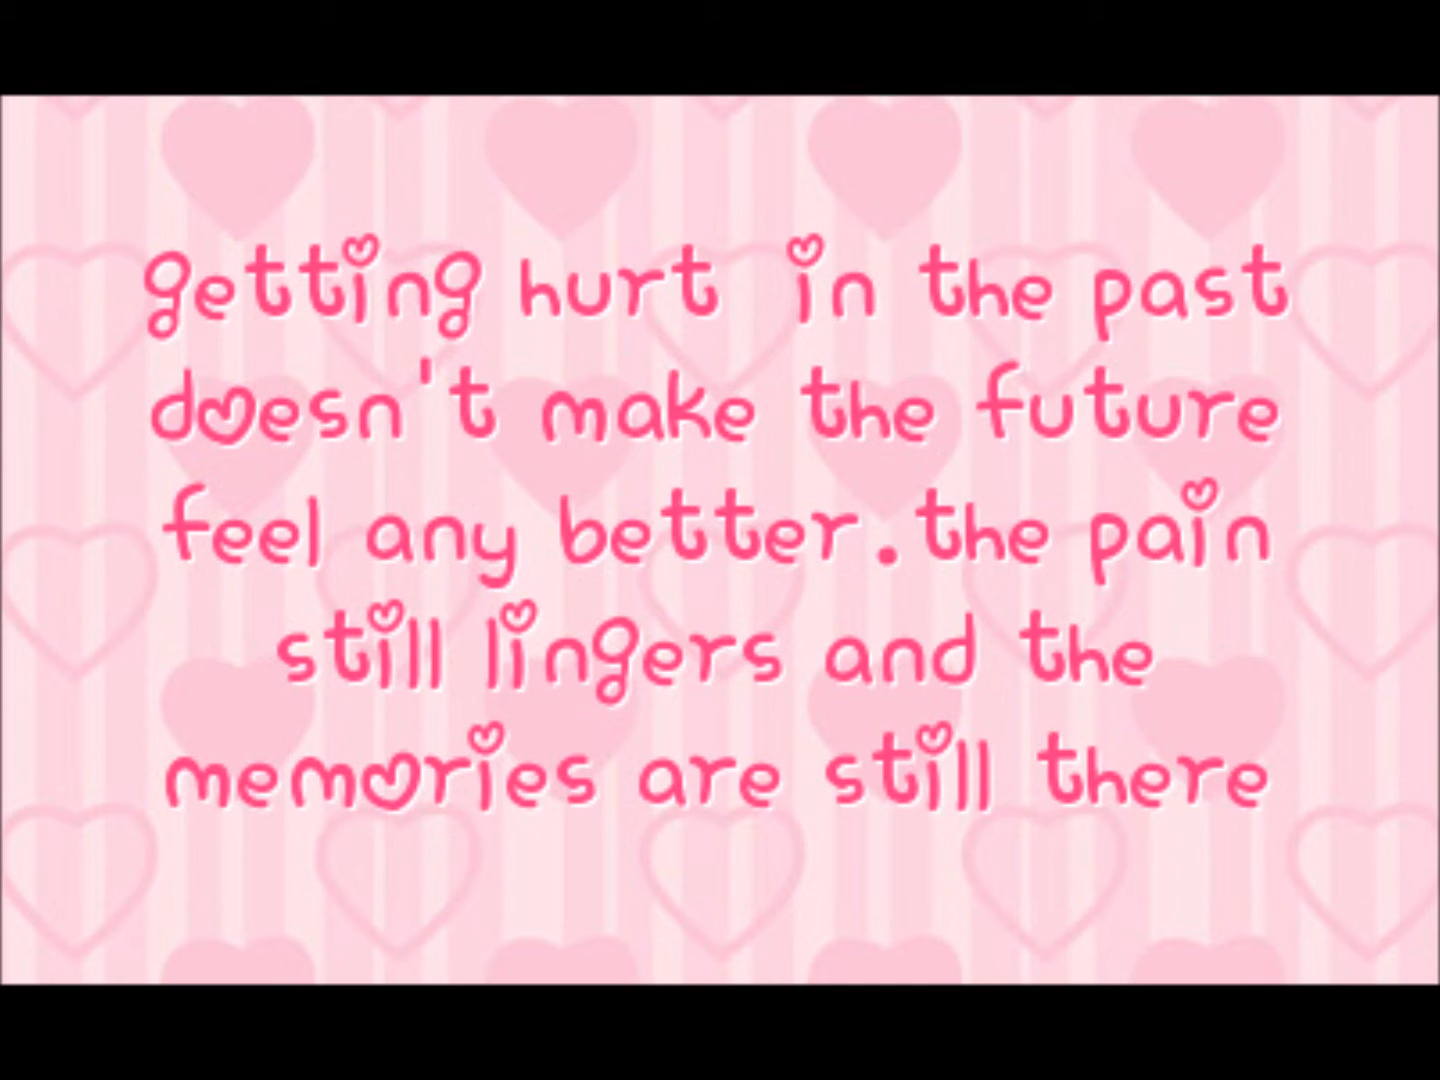 getting hurt in the past
doesn't make the future
feel any better.the pain
still lingers and the
memories are still there